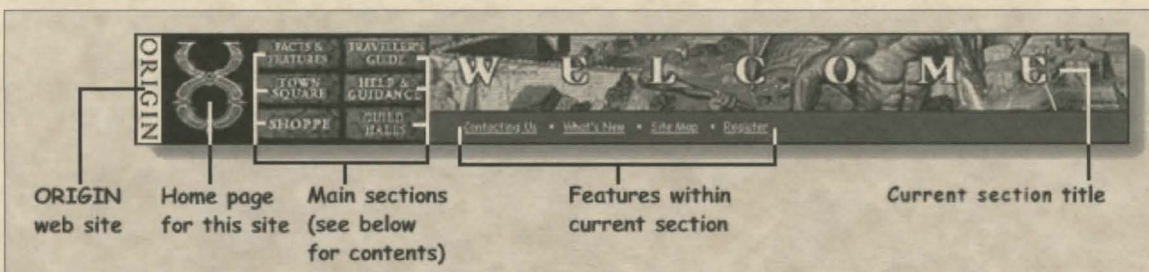 ORIGIN
FACTS & FEATURES
TRAVELLER'S GUIDE
TOWN SQUARE
HELP & GUIDANCE
SHOPPE
GUILD HALLS
WELCOME
Contacting Us • What's New • Site Map • Register
ORIGIN
web site
Home page
for this site
Main sections
(see below
for contents)
Features within
current section
Current section title